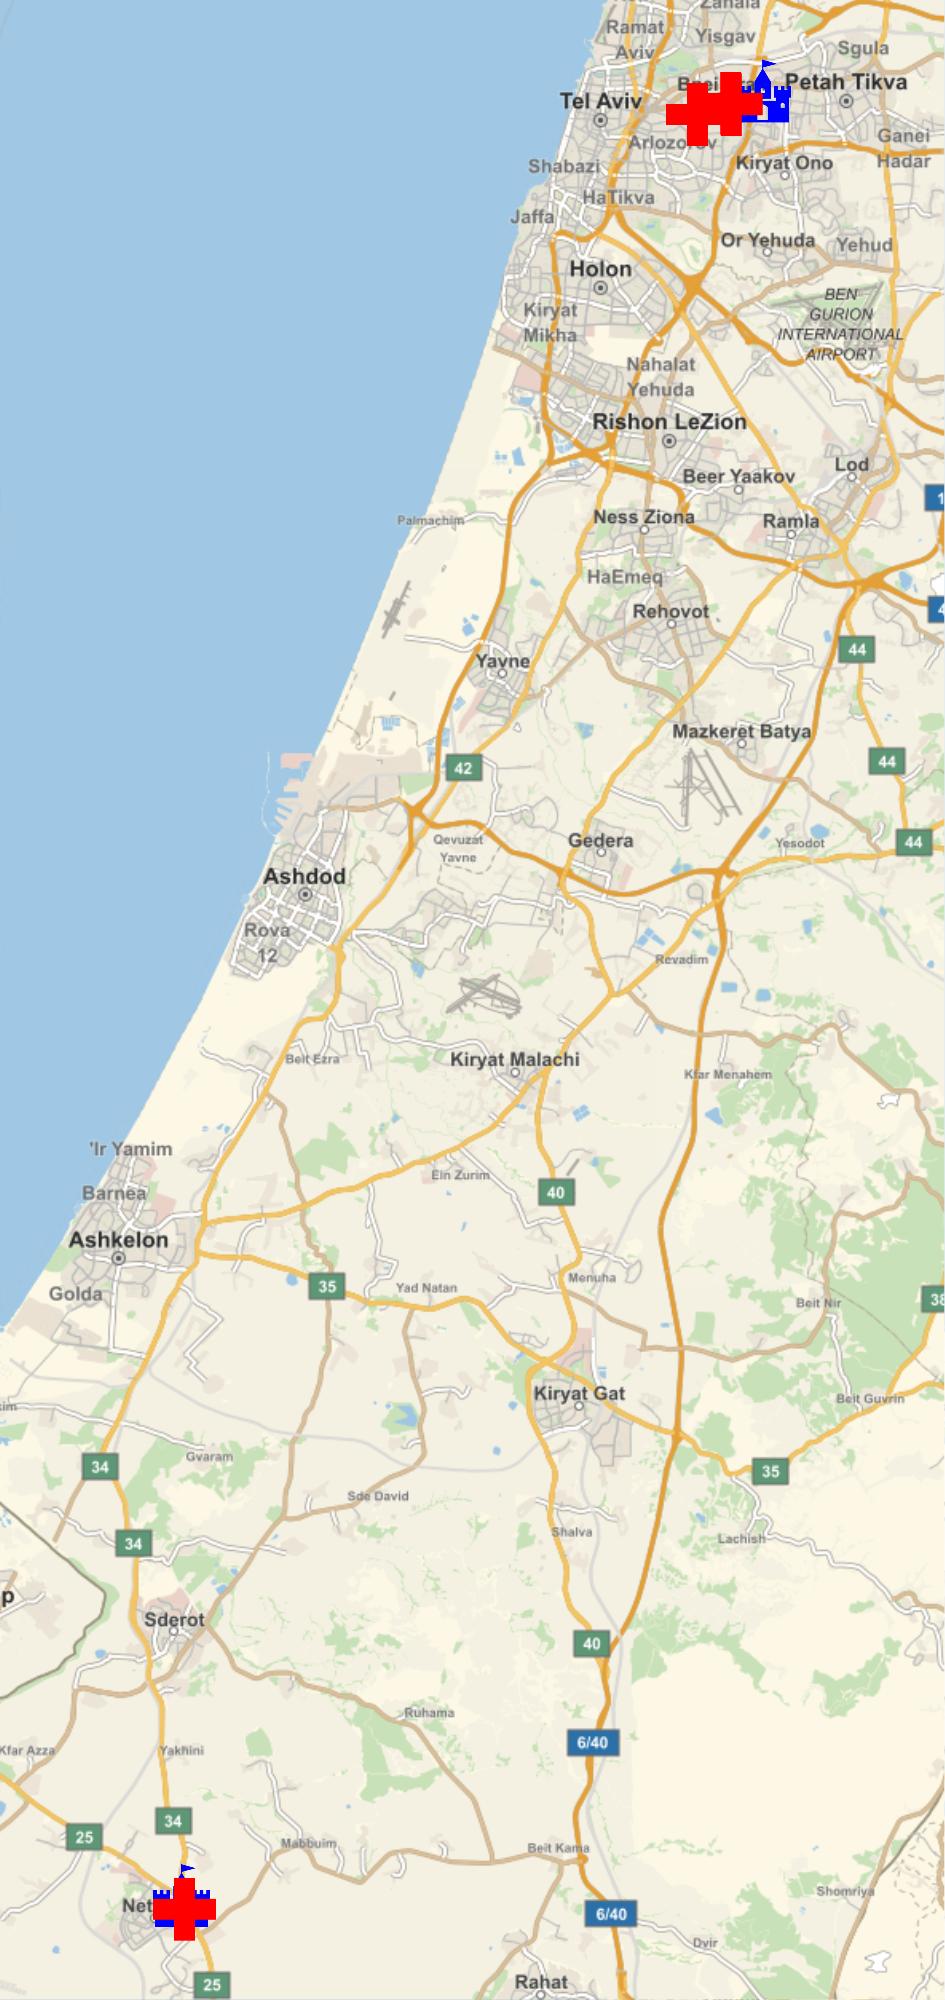 Zahala
Ramat
Aviv
Yisgav
Sgula
Petah Tikva
Tel Aviv
Arlozorov
Ganei
Hadar
Shabazi
Kiryat Ono
HaTikva
Jaffa
Or Yehuda
Yehud
Holon
BEN
GURION
INTERNATIONAL
AIRPORT
Kiryat
Mikha
Nahalat
Yehuda
Rishon LeZion
Lod
Beer Yaakov
1
Palmachim
Ness Ziona
Ramla
HaEmeq
Rehovot
4
44
Yavne
Mazkeret Batya
44
42
Qevuzat
Yavne
Gedera
Yesodot
44
Ashdod
Rova
12
Revadim
Beit Ezra
Kiryat Malachi
Kfar Menahem
'Ir Yamim
Barnea
Ein Zurim
40
Ashkelon
Golda
35
Yad Natan
Menuha
Beit Nir
38
Kiryat Gat
Beit Guvrin
im
Gvaram
34
35
Sde David
34
Shalva
Lachish
p
Sderot
40
Ruhama
6/40
Kfar Azza
Yakhini
34
25
Mabbuim
Beit Kama
Shomriya
Net
6/40
Dvir
25
Rahat